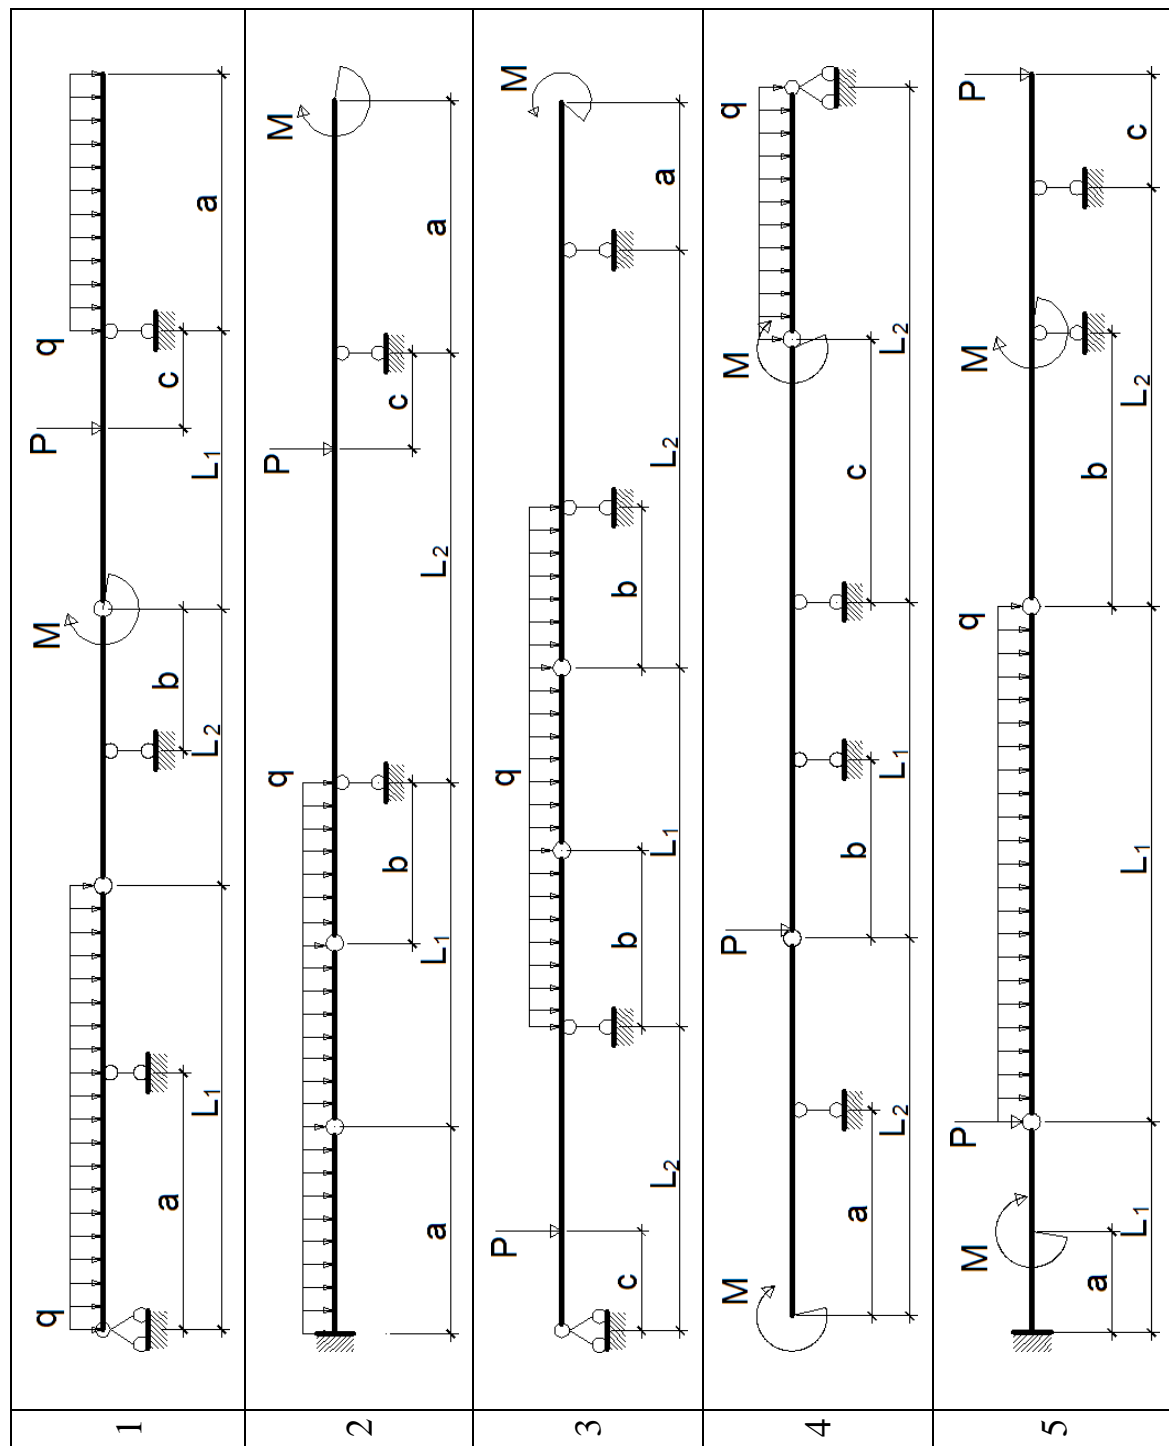 1
q M P q
a b c
L1 L2 L1 a
2
q P M
b c
a L1 L2 a
3
P q M
c b b
L2 L1 L2 a
4
M P M q
a b c
L2 L1 L2
5
M P q M P
a b
L1 L1 L2 c